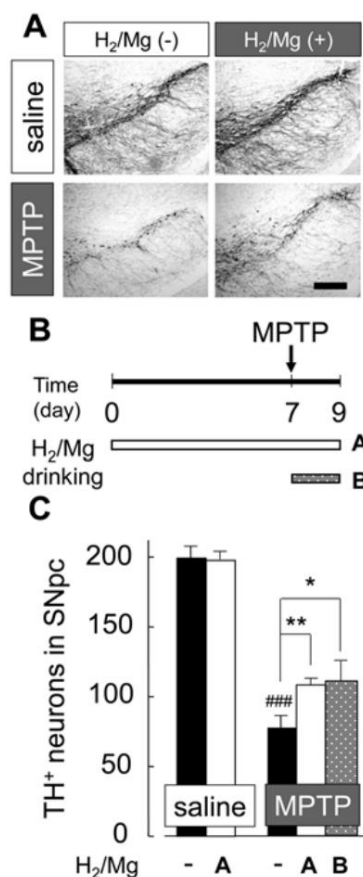 A
H₂/Mg (-)
H₂/Mg (+)
saline
MPTP
B
MPTP
Time
(day)
0
7
9
H₂/Mg
drinking
A
B
C
TH⁺ neurons in SNpc
200
150
100
50
0
###
**
*
saline
MPTP
H₂/Mg - A - A B